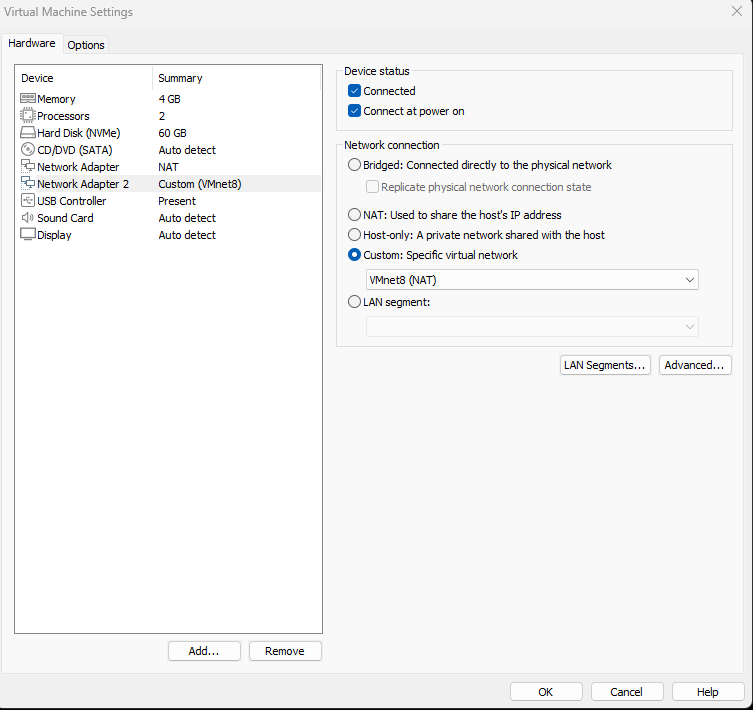 Virtual Machine Settings
Hardware Options
Device Summary
Memory 4 GB
Processors 2
Hard Disk (NVMe) 60 GB
CD/DVD (SATA) Auto detect
Network Adapter NAT
Network Adapter 2 Custom (VMnet8)
USB Controller Present
Sound Card Auto detect
Display Auto detect
Add... Remove
Device status
Connected
Connect at power on
Network connection
Bridged: Connected directly to the physical network
Replicate physical network connection state
NAT: Used to share the host's IP address
Host-only: A private network shared with the host
Custom: Specific virtual network
VMnet8 (NAT)
LAN segment:
LAN Segments... Advanced...
OK Cancel Help